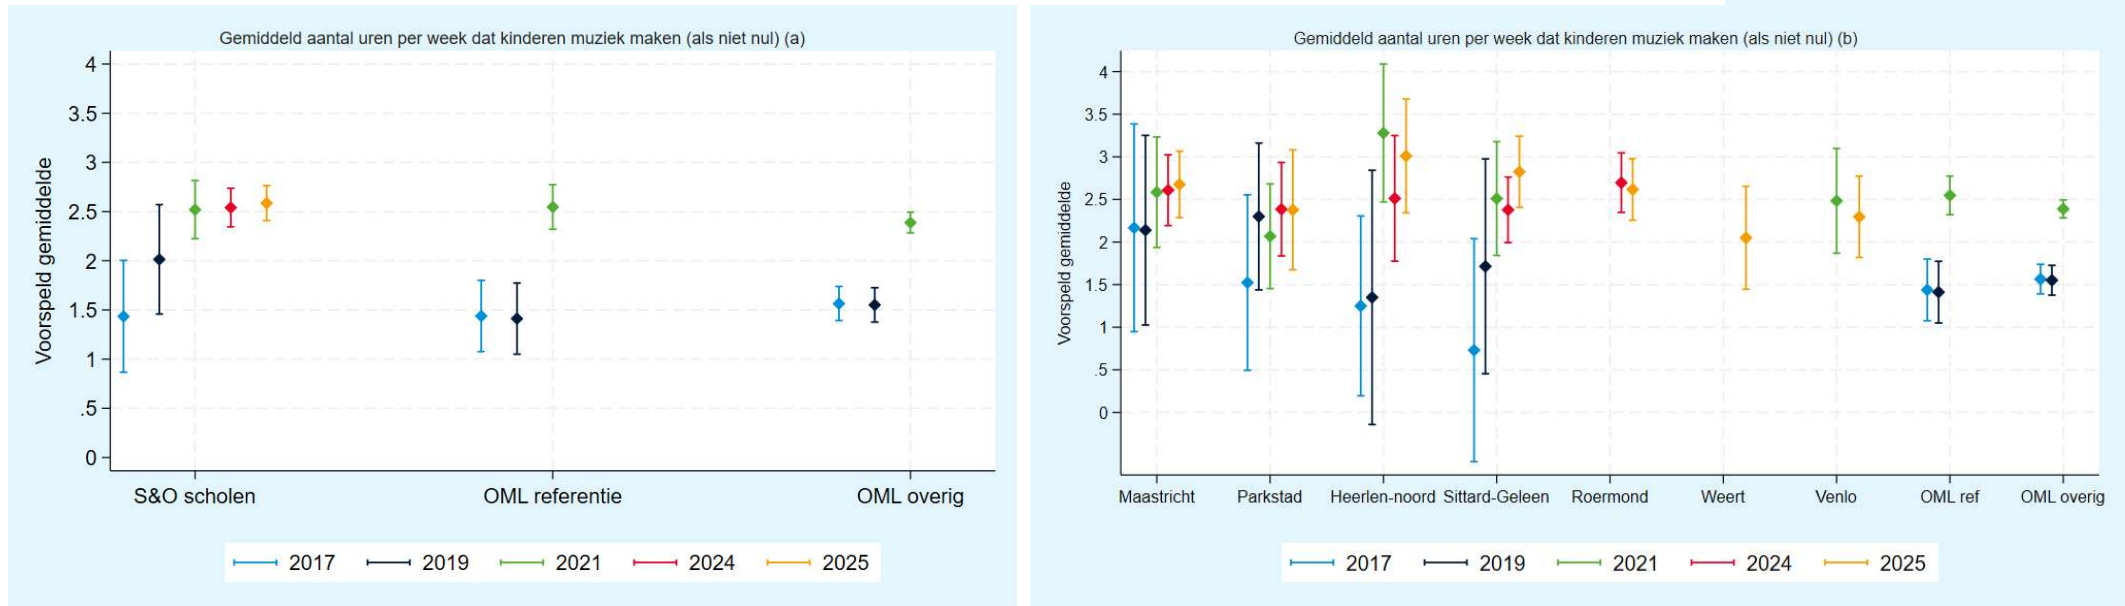 Gemiddeld aantal uren per week dat kinderen muziek maken (als niet nul) (a)
Voorspeld gemiddelde
4
3.5
3
2.5
2
1.5
1
.5
0
S&O scholen OML referentie OML overig
2017 2019 2021 2024 2025
Gemiddeld aantal uren per week dat kinderen muziek maken (als niet nul) (b)
Voorspeld gemiddelde
4
3.5
3
2.5
2
1.5
1
.5
0
Maastricht Parkstad Heerlen-noord Sittard-Geleen Roermond Weert Venlo OML ref OML overig
2017 2019 2021 2024 2025